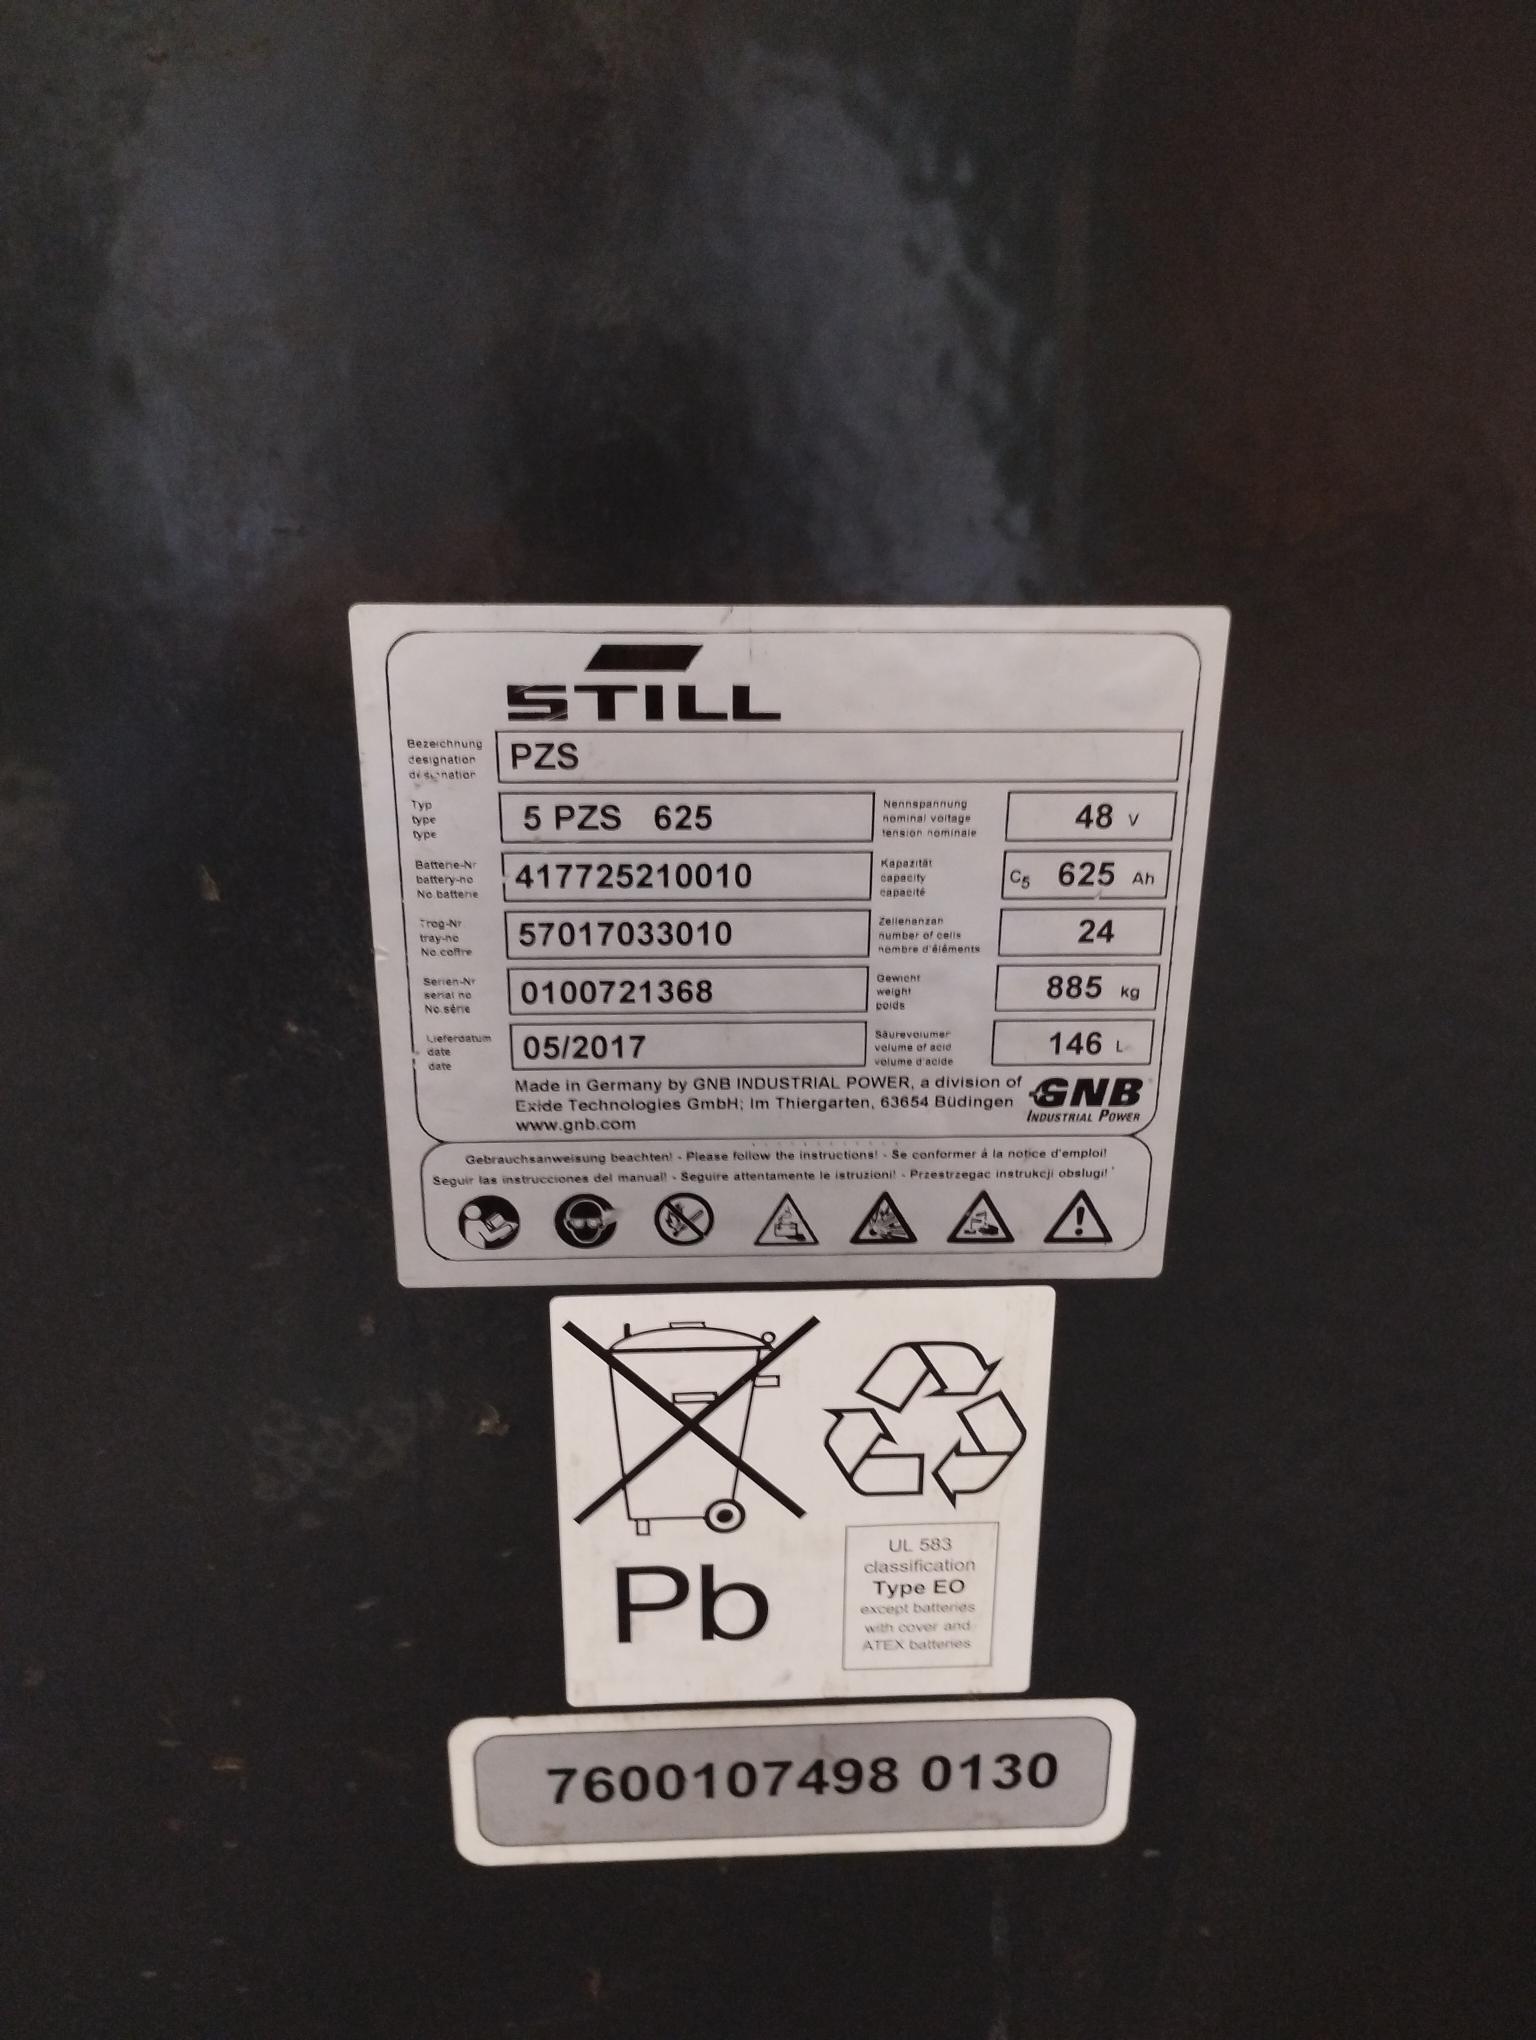 STILL
Bezeichnung
designation
désignation
PZS
Typ
type
type
5 PZS 625
Nennspannung
nominal voltage
tension nominale
48 V
Batterie-Nr
battery-no
No.batterie
417725210010
Kapazität
capacity
capacité
C5 625 Ah
Trog-Nr
tray-no
No.coffre
57017033010
Zellenanzah
number of cells
nombre d'éléments
24
Serien-Nr
serial no
No.série
0100721368
Gewicht
weight
poids
885 kg
Lieferdatum
date
date
05/2017
Säurevolumen
volume of acid
volume d'acide
146 L
Made in Germany by GNB INDUSTRIAL POWER, a division of
Exide Technologies GmbH; Im Thiergarten, 63654 Büdingen
www.gnb.com
GNB
INDUSTRIAL POWER
Gebrauchsanweisung beachten! - Please follow the instructions! - Se conformer á la notice d'emploi!
Seguir las instrucciones del manual! - Seguire attentamente le istruzioni! - Przestrzegac instrukcji obslugi!
Pb
UL 583
classification
Type EO
except batteries
with cover and
ATEX batteries
7600107498 0130